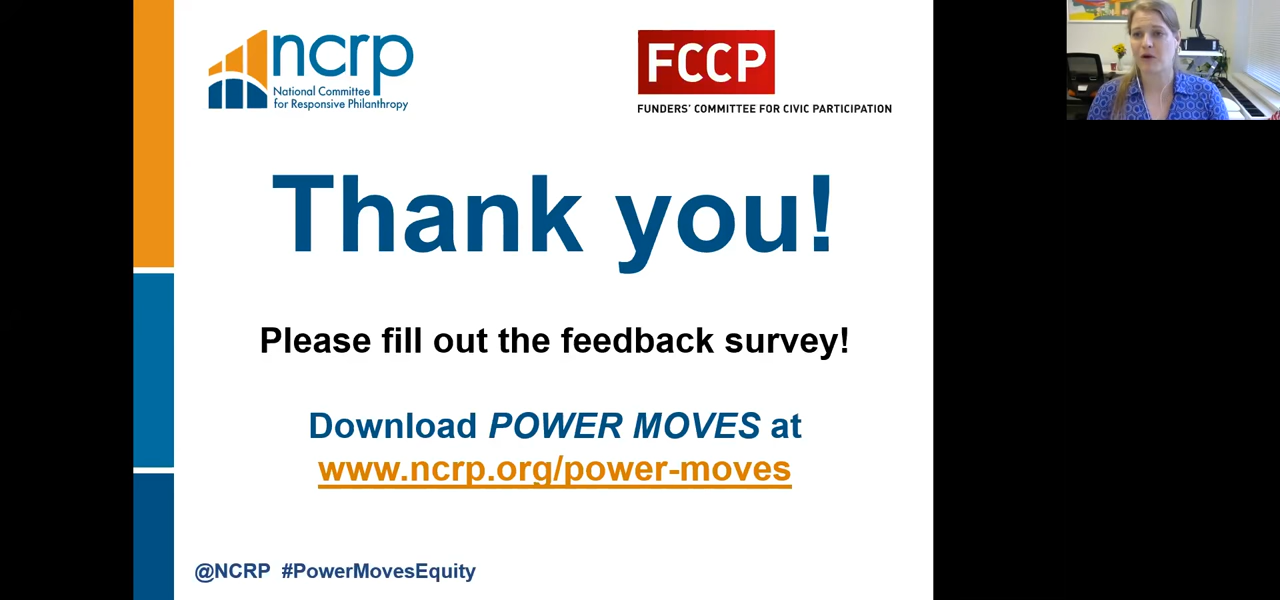 ncrp
National Committee
for Responsive Philanthropy
FCCP
FUNDERS' COMMITTEE FOR CIVIC PARTICIPATION
Thank you!
Please fill out the feedback survey!
Download POWER MOVES at
www.ncrp.org/power-moves
@NCRP #PowerMovesEquity